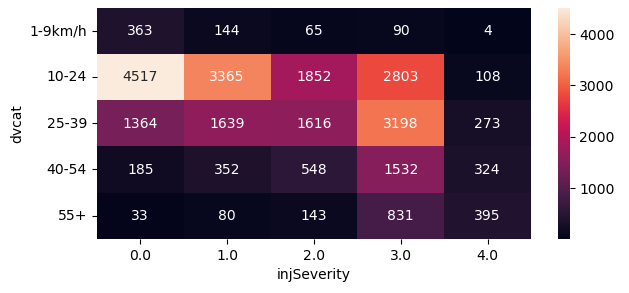 1-9km/h 363 144 65 90 4
10-24 4517 3365 1852 2803 108
25-39 1364 1639 1616 3198 273
40-54 185 352 548 1532 324
55+ 33 80 143 831 395
0.0 1.0 2.0 3.0 4.0
injSeverity
dvcat
4000
3000
2000
1000